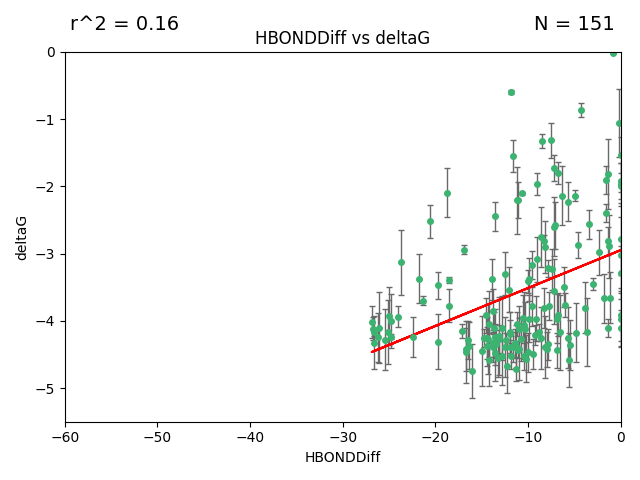 r^2 = 0.16
N = 151
HBONDDiff vs deltaG
deltaG
0
−1
−2
−3
−4
−5
−60
−50
−40
−30
−20
−10
0
HBONDDiff